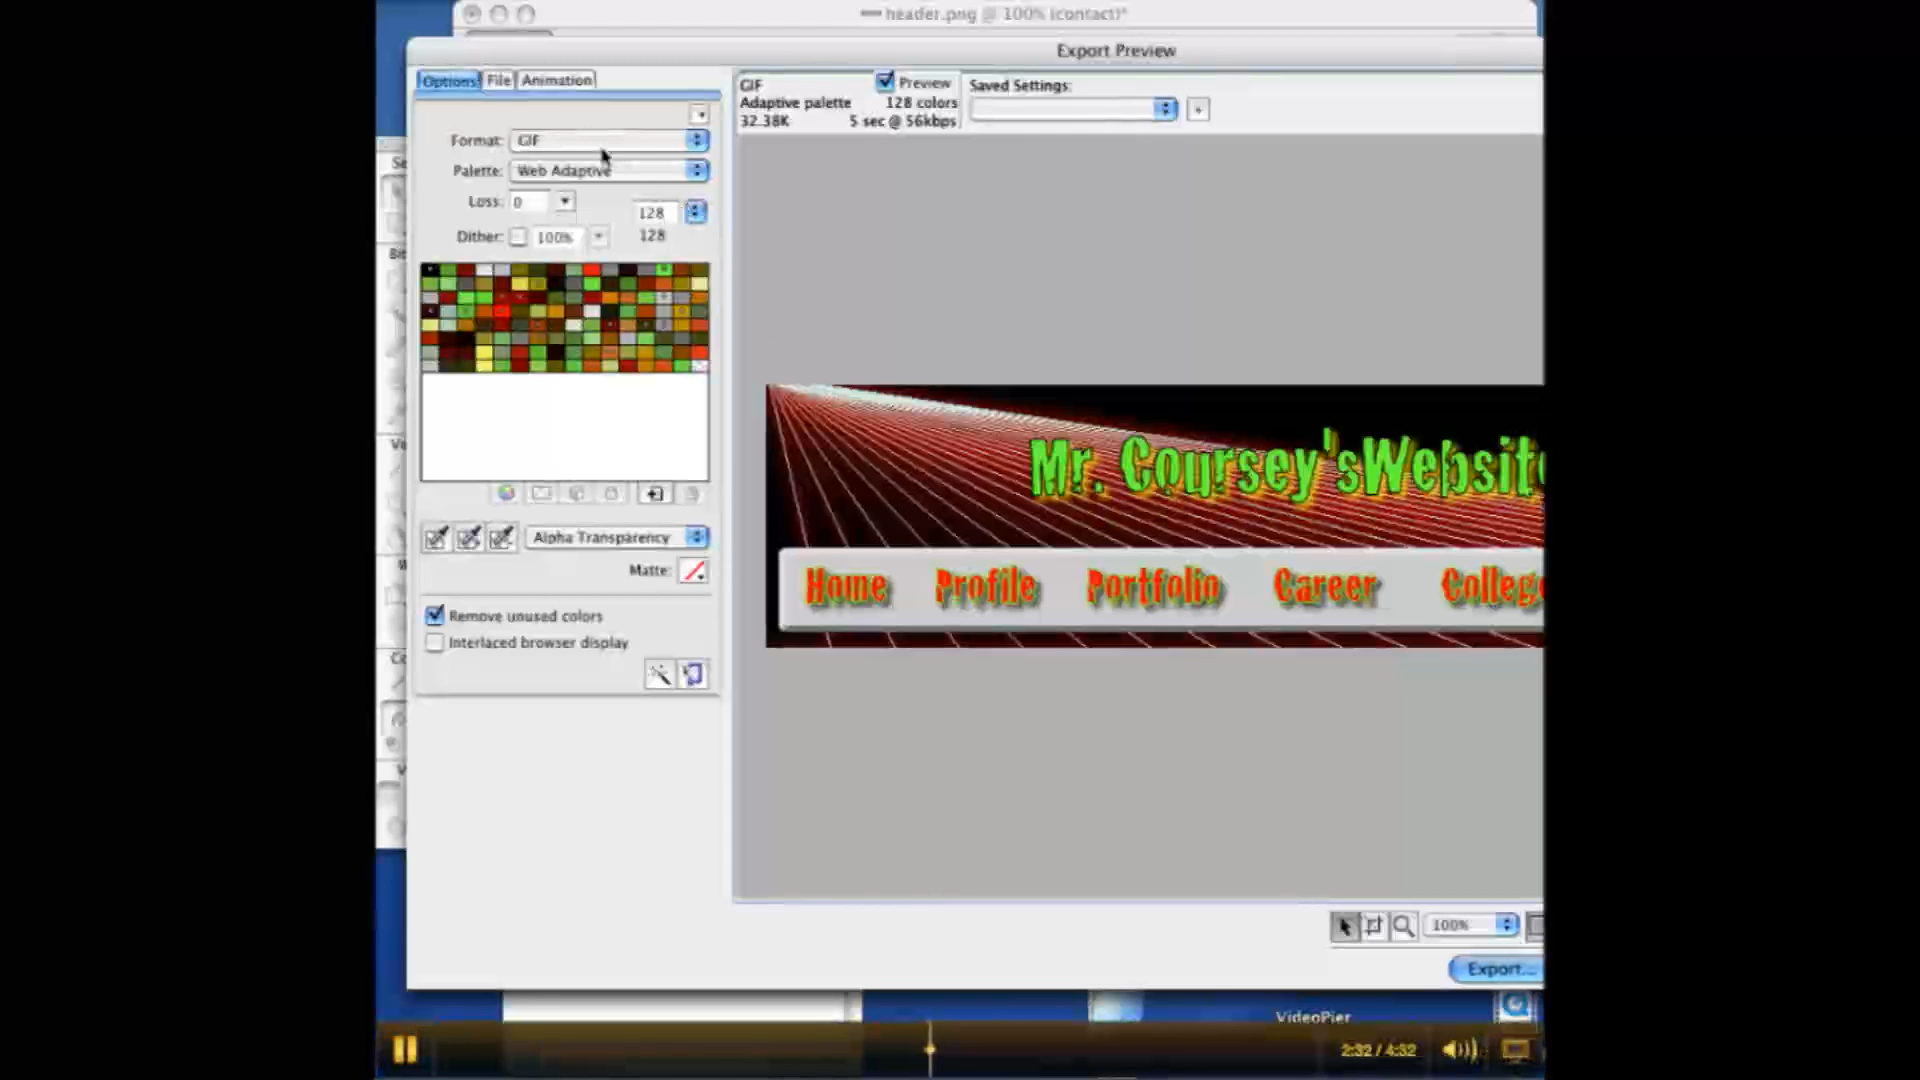 header.png @ 100% (contact)*
Export Preview
Options File Animation
GIF Preview Saved Settings:
Adaptive palette 128 colors
32.38K 5 sec @ 56kbps
Format: GIF
Palette: Web Adaptive
Loss: 0
128
Dither: 100% 128
Mr. Coursey'sWebsite
Home Profile Portfolio Career College
Alpha Transparency
Matte:
Remove unused colors
Interlaced browser display
100%
Export...
VideoPier
2:32 / 4:32